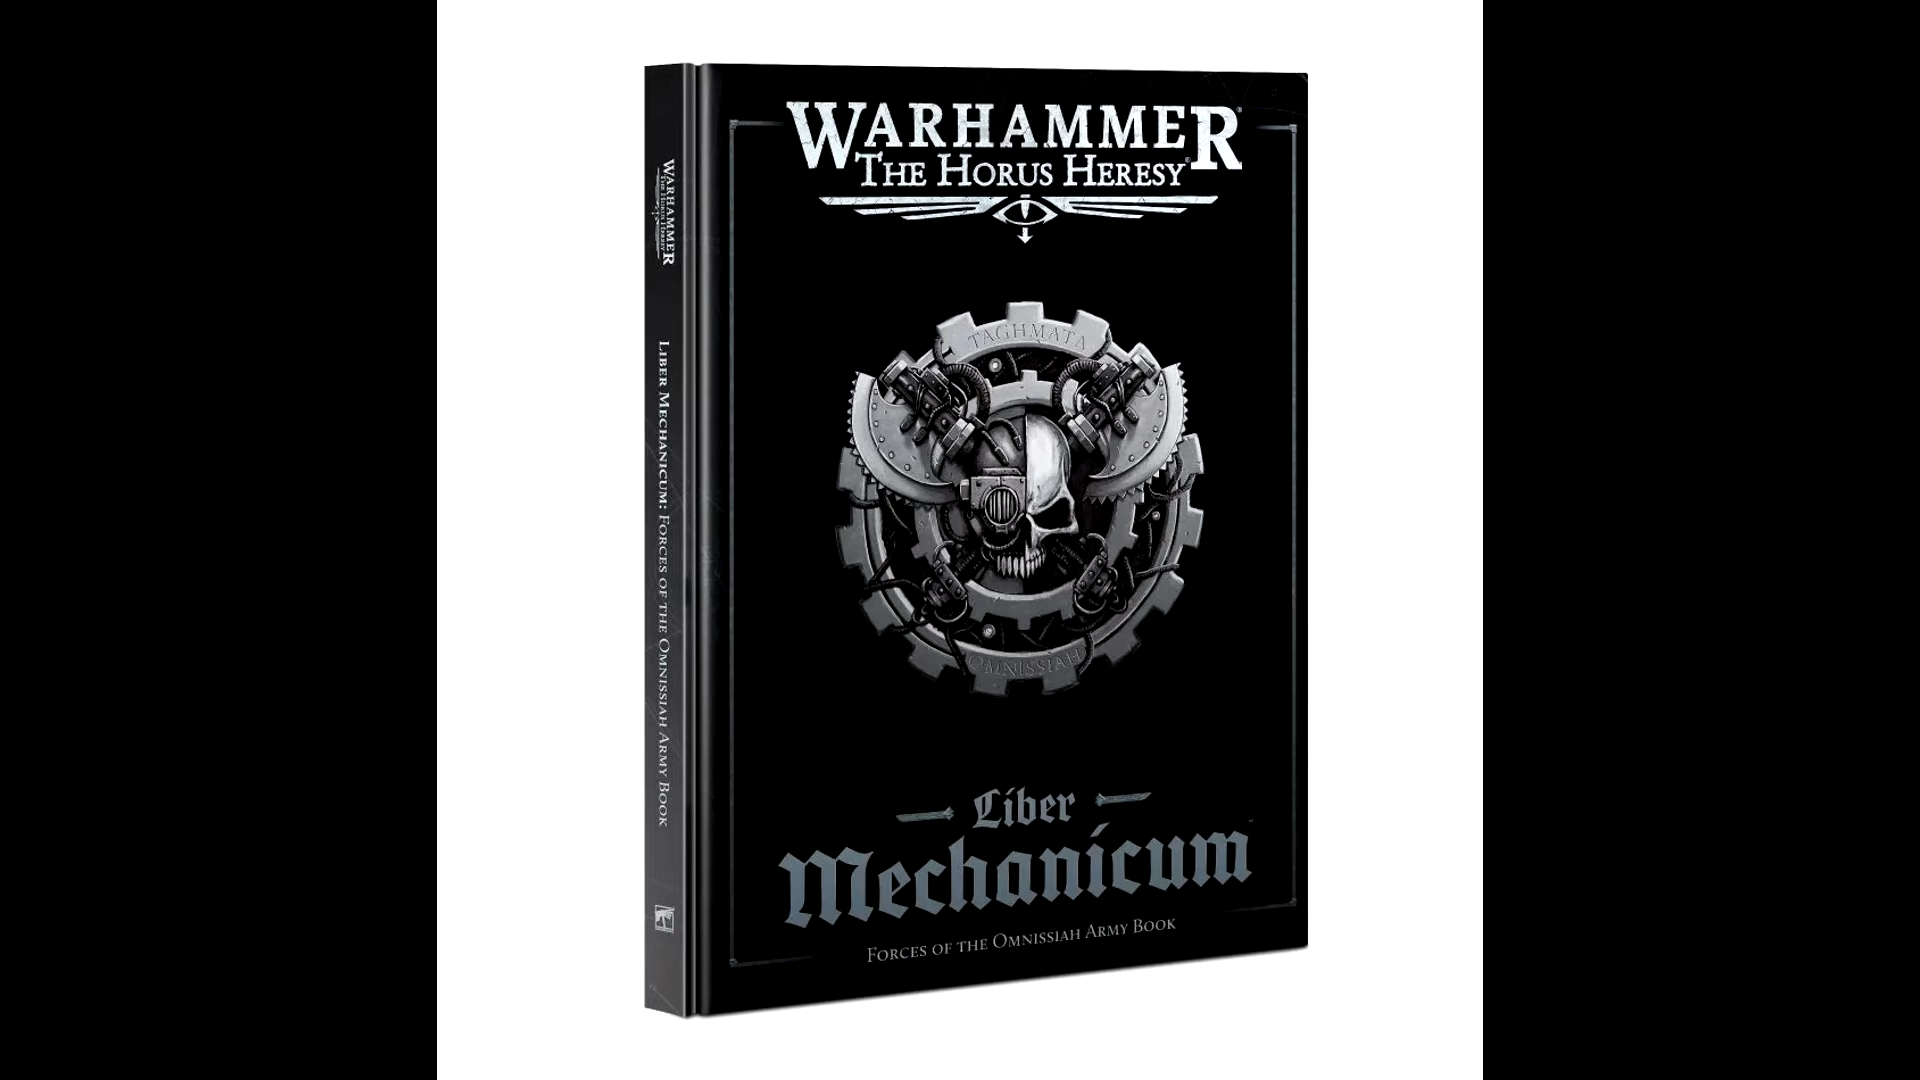 WARHAMMER
THE HORUS HERESY
LIBER MECHANICUM: FORCES OF THE OMNISSIAH ARMY BOOK
WARHAMMER
THE HORUS HERESY
TAGHMATA
OMNISSIAH
Liber
Mechanicum
FORCES OF THE OMNISSIAH ARMY BOOK